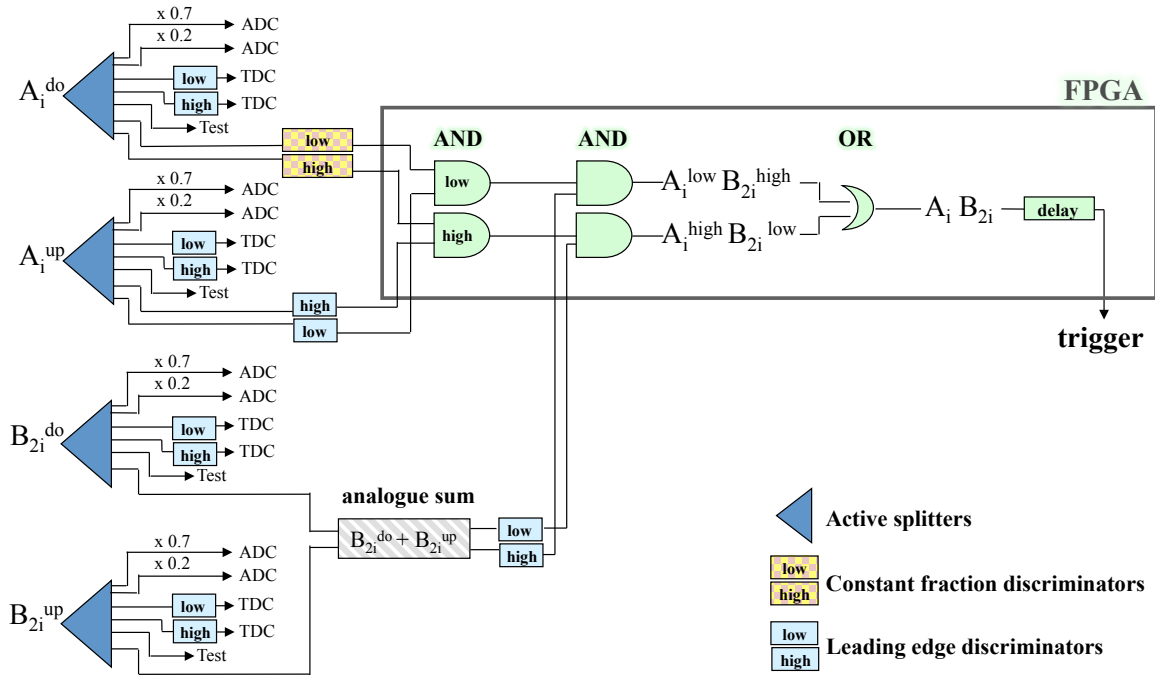 x 0.7
ADC
x 0.2
ADC
low
TDC
A_i^do
high
TDC
Test
FPGA
AND
AND
OR
low
high
low
A_i^low B_2i^high
A_i B_2i
delay
high
A_i^high B_2i^low
x 0.7
ADC
x 0.2
ADC
low
TDC
A_i^up
high
TDC
Test
high
low
trigger
x 0.7
ADC
x 0.2
ADC
low
TDC
B_2i^do
high
TDC
Test
analogue sum
B_2i^do + B_2i^up
low
high
x 0.7
ADC
x 0.2
ADC
low
TDC
B_2i^up
high
TDC
Test
Active splitters
low
high
Constant fraction discriminators
low
high
Leading edge discriminators